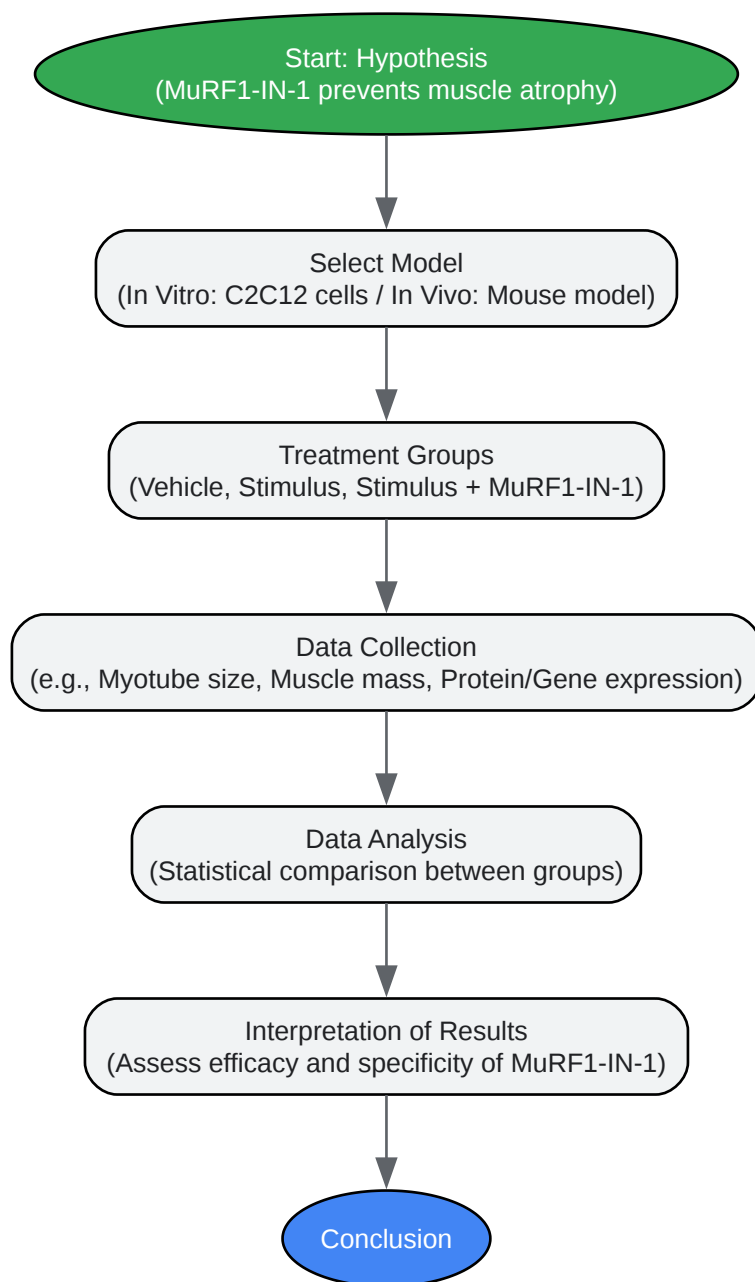 Start: Hypothesis
(MuRF1-IN-1 prevents muscle atrophy)
Select Model
(In Vitro: C2C12 cells / In Vivo: Mouse model)
Treatment Groups
(Vehicle, Stimulus, Stimulus + MuRF1-IN-1)
Data Collection
(e.g., Myotube size, Muscle mass, Protein/Gene expression)
Data Analysis
(Statistical comparison between groups)
Interpretation of Results
(Assess efficacy and specificity of MuRF1-IN-1)
Conclusion